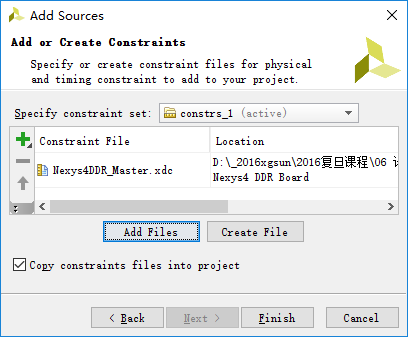 Add Sources
Add or Create Constraints
Specify or create constraint files for physical
and timing constraint to add to your project.
Specify constraint set: constrs_1 (active)
Constraint File Location
Nexys4DDR_Master.xdc D:\_2016xgsun\2016复旦课程\06
Nexys4 DDR Board
Add Files Create File
Copy constraints files into project
< Back Next > Finish Cancel